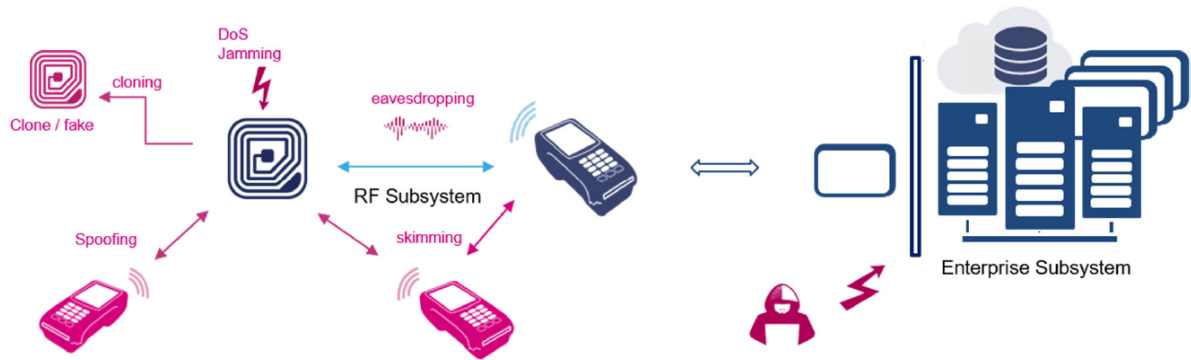 DoS
Jamming
cloning
Clone / fake
eavesdropping
RF Subsystem
Spoofing
skimming
Enterprise Subsystem